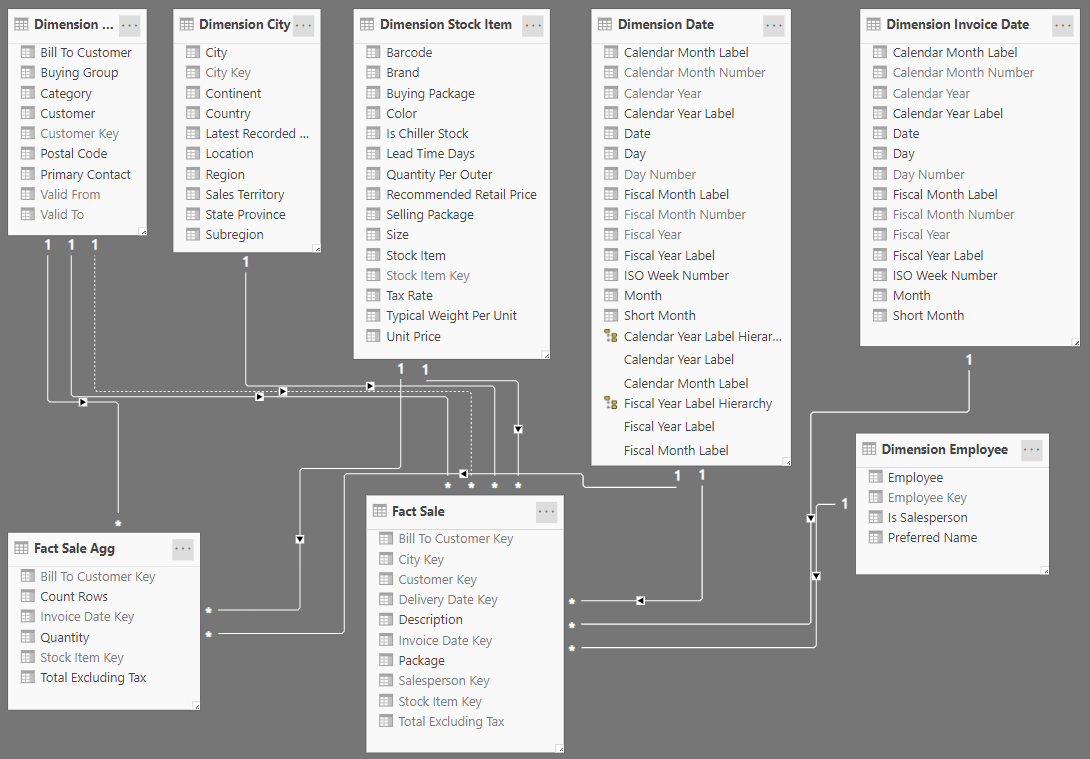 Dimension ...
Bill To Customer
Buying Group
Category
Customer
Customer Key
Postal Code
Primary Contact
Valid From
Valid To
1 1 1
Dimension City
City
City Key
Continent
Country
Latest Recorded ...
Location
Region
Sales Territory
State Province
Subregion
1
Dimension Stock Item
Barcode
Brand
Buying Package
Color
Is Chiller Stock
Lead Time Days
Quantity Per Outer
Recommended Retail Price
Selling Package
Size
Stock Item
Stock Item Key
Tax Rate
Typical Weight Per Unit
Unit Price
1 1
Dimension Date
Calendar Month Label
Calendar Month Number
Calendar Year
Calendar Year Label
Date
Day
Day Number
Fiscal Month Label
Fiscal Month Number
Fiscal Year
Fiscal Year Label
ISO Week Number
Month
Short Month
Calendar Year Label Hierar...
Calendar Year Label
Calendar Month Label
Fiscal Year Label Hierarchy
Fiscal Year Label
Fiscal Month Label
1 1
Dimension Invoice Date
Calendar Month Label
Calendar Month Number
Calendar Year
Calendar Year Label
Date
Day
Day Number
Fiscal Month Label
Fiscal Month Number
Fiscal Year
Fiscal Year Label
ISO Week Number
Month
Short Month
1
Dimension Employee
Employee
Employee Key
Is Salesperson
Preferred Name
1
Fact Sale Agg
Bill To Customer Key
Count Rows
Invoice Date Key
Quantity
Stock Item Key
Total Excluding Tax
*
*
*
Fact Sale
Bill To Customer Key
City Key
Customer Key
Delivery Date Key
Description
Invoice Date Key
Package
Salesperson Key
Stock Item Key
Total Excluding Tax
* * * *
*
*
*